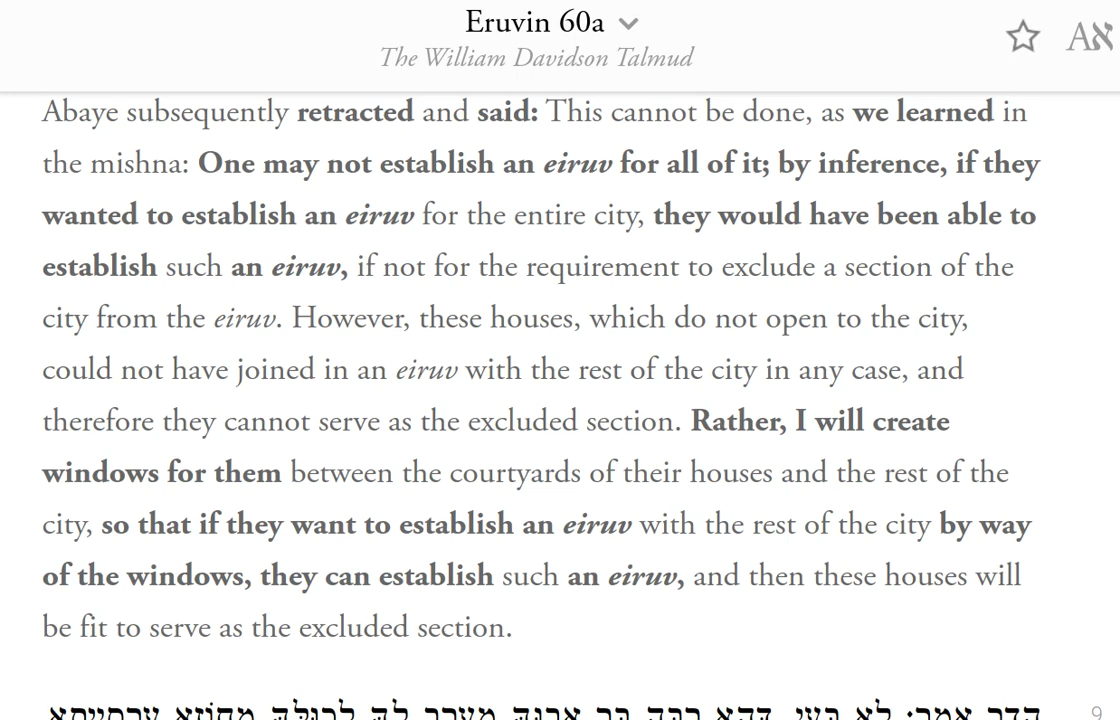 Eruvin 60a
The William Davidson Talmud
Aא
Abaye subsequently retracted and said: This cannot be done, as we learned in
the mishna: One may not establish an eiruv for all of it; by inference, if they
wanted to establish an eiruv for the entire city, they would have been able to
establish such an eiruv, if not for the requirement to exclude a section of the
city from the eiruv. However, these houses, which do not open to the city,
could not have joined in an eiruv with the rest of the city in any case, and
therefore they cannot serve as the excluded section. Rather, I will create
windows for them between the courtyards of their houses and the rest of the
city, so that if they want to establish an eiruv with the rest of the city by way
of the windows, they can establish such an eiruv, and then these houses will
be fit to serve as the excluded section.
הֲדַר אֲמַר: לָא בָּעֵי, דְּהָא רַבָּה בַּר אֲבוּהּ מְעָרֵב לַהּ לְכוּלַּהּ מָחוֹזָא עַרְסָיָיתָא
9